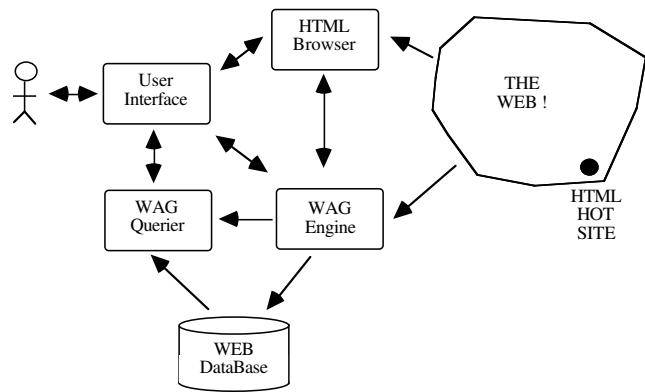 HTML
Browser
User
Interface
THE
WEB !
WAG
Querier
WAG
Engine
HTML
HOT
SITE
WEB
DataBase